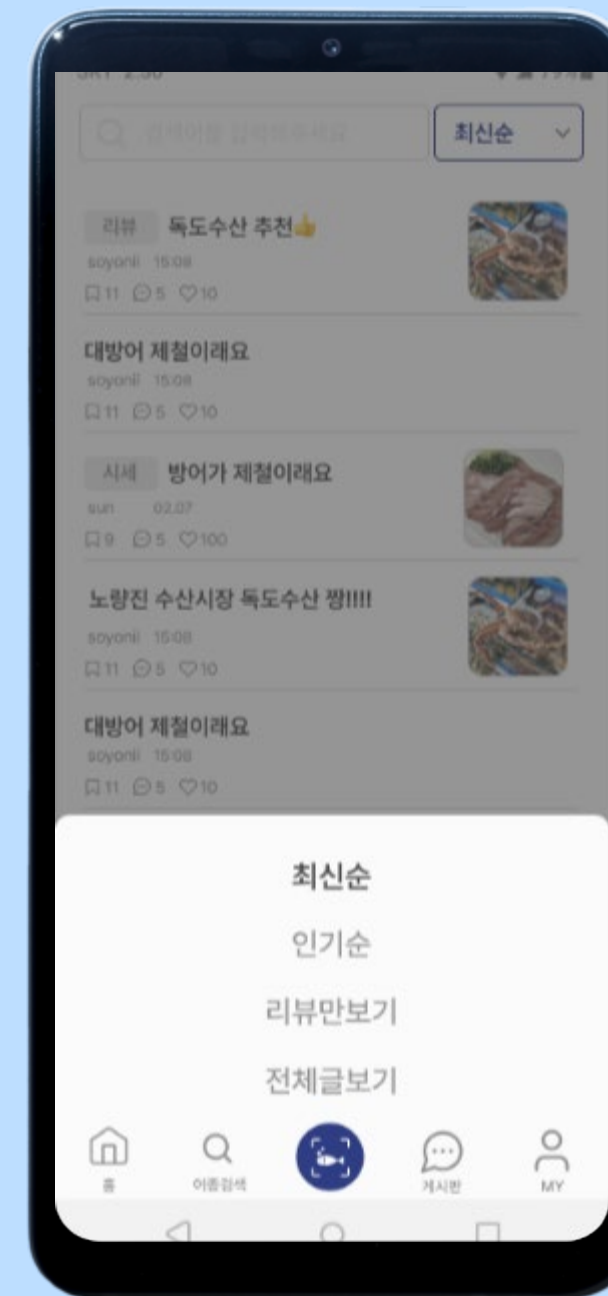 최신순
리뷰 독도수산 추천👍
soyonii 15:08
11 5 10
대방어 제철이래요
soyonii 15:08
11 5 10
시세 방어가 제철이래요
sun 02.07
9 5 100
노량진 수산시장 독도수산 짱!!!!
soyonii 15:08
11 5 10
대방어 제철이래요
soyonii 15:08
11 5 10
최신순
인기순
리뷰만보기
전체글보기
홈 어종검색 게시판 MY